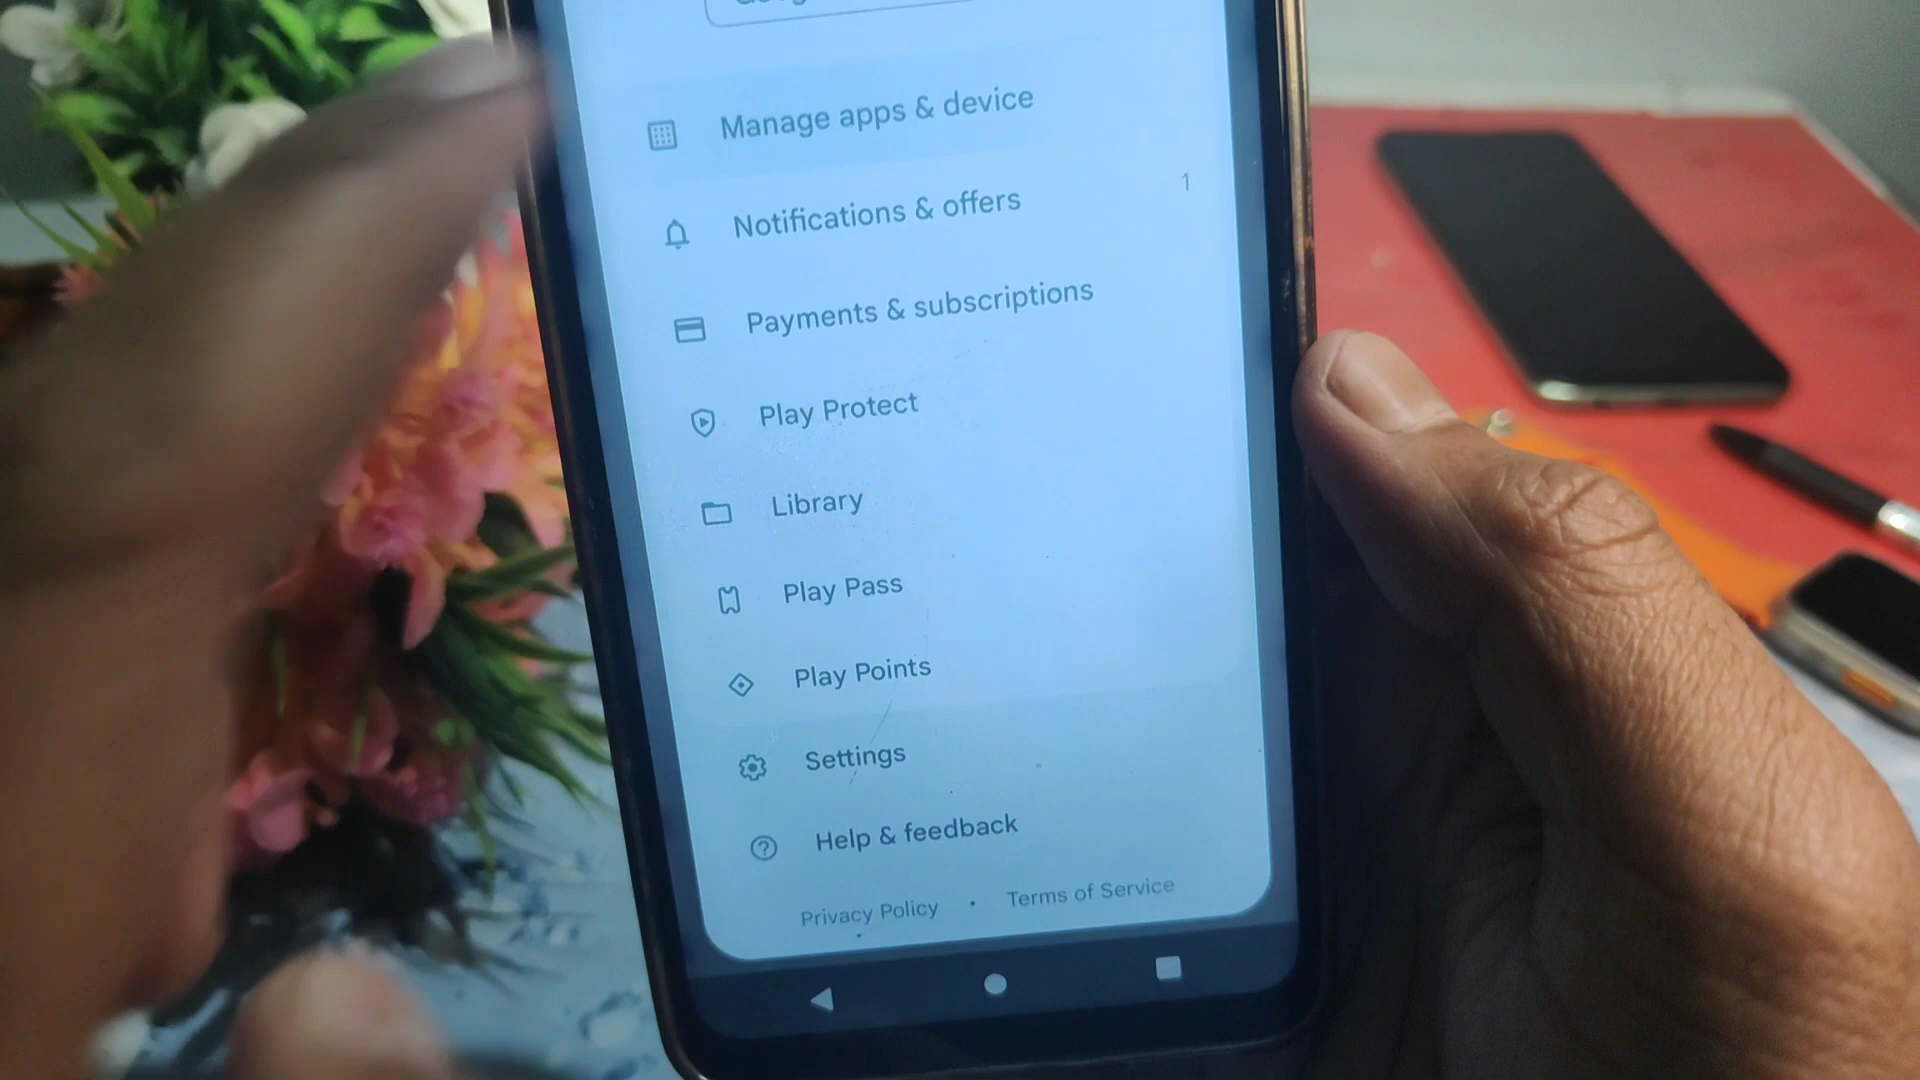 Manage apps & device
Notifications & offers 1
Payments & subscriptions
Play Protect
Library
Play Pass
Play Points
Settings
Help & feedback
Privacy Policy • Terms of Service